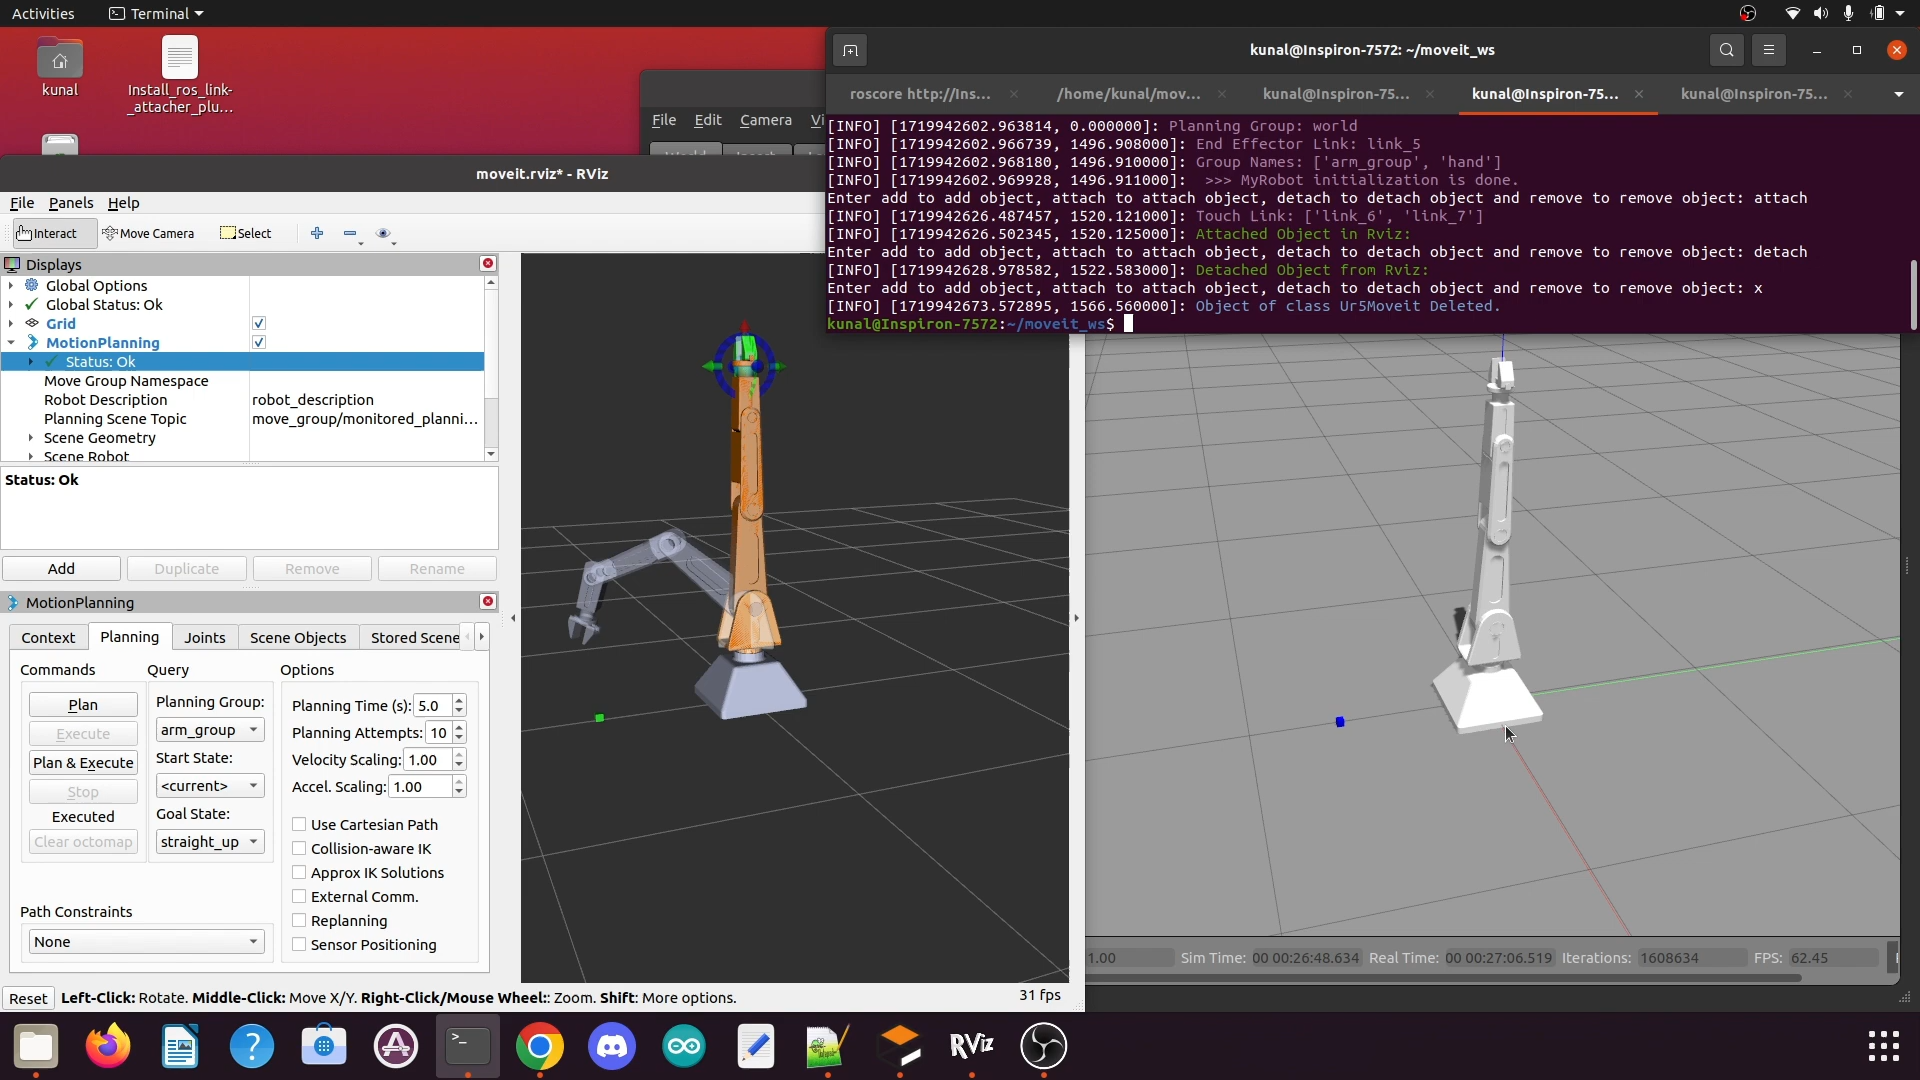 Activities
Terminal
kunal
Install_ros_link-
_attacher_plu...
File Edit Camera
kunal@Inspiron-7572: ~/moveit_ws
roscore http://Ins...
/home/kunal/mov...
kunal@Inspiron-75...
kunal@Inspiron-75...
kunal@Inspiron-75...
[INFO] [1719942602.963814, 0.000000]: Planning Group: world
[INFO] [1719942602.966739, 1496.908000]: End Effector Link: link_5
[INFO] [1719942602.968180, 1496.910000]: Group Names: ['arm_group', 'hand']
[INFO] [1719942602.969928, 1496.911000]:  >>> MyRobot initialization is done.
Enter add to add object, attach to attach object, detach to detach object and remove to remove object: attach
[INFO] [1719942626.487457, 1520.121000]: Touch Link: ['link_6', 'link_7']
[INFO] [1719942626.502345, 1520.125000]: Attached Object in Rviz:
Enter add to add object, attach to attach object, detach to detach object and remove to remove object: detach
[INFO] [1719942628.978582, 1522.583000]: Detached Object from Rviz:
Enter add to add object, attach to attach object, detach to detach object and remove to remove object: x
[INFO] [1719942673.572895, 1566.560000]: Object of class Ur5Moveit Deleted.
kunal@Inspiron-7572:~/moveit_ws$
moveit.rviz* - RViz
File Panels Help
Interact Move Camera Select
Displays
Global Options
Global Status: Ok
Grid
MotionPlanning
Status: Ok
Move Group Namespace
Robot Description robot_description
Planning Scene Topic move_group/monitored_planni...
Scene Geometry
Scene Robot
Status: Ok
Add Duplicate Remove Rename
MotionPlanning
Context Planning Joints Scene Objects Stored Scene
Commands
Plan
Execute
Plan & Execute
Stop
Executed
Clear octomap
Query
Planning Group:
arm_group
Start State:
<current>
Goal State:
straight_up
Options
Planning Time (s): 5.0
Planning Attempts: 10
Velocity Scaling: 1.00
Accel. Scaling: 1.00
Use Cartesian Path
Collision-aware IK
Approx IK Solutions
External Comm.
Replanning
Sensor Positioning
Path Constraints
None
Reset Left-Click: Rotate. Middle-Click: Move X/Y. Right-Click/Mouse Wheel:: Zoom. Shift: More options.
31 fps
1.00 Sim Time: 00 00:26:48.634 Real Time: 00 00:27:06.519 Iterations: 1608634 FPS: 62.45
RViz